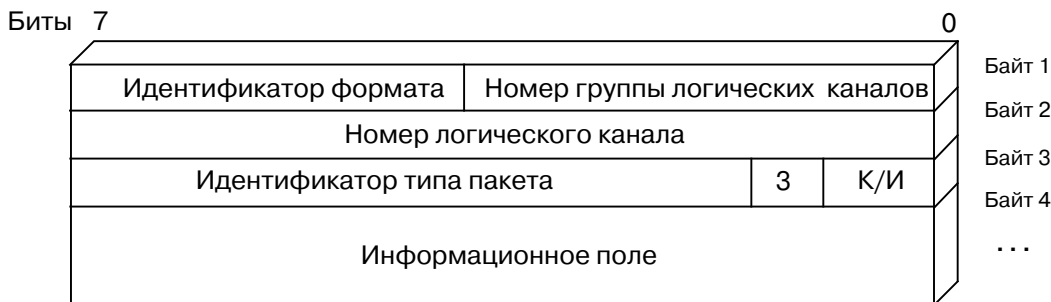 Биты 7 0
Идентификатор формата Номер группы логических каналов Байт 1
Номер логического канала Байт 2
Идентификатор типа пакета 3 К/И Байт 3
Байт 4
Информационное поле ...